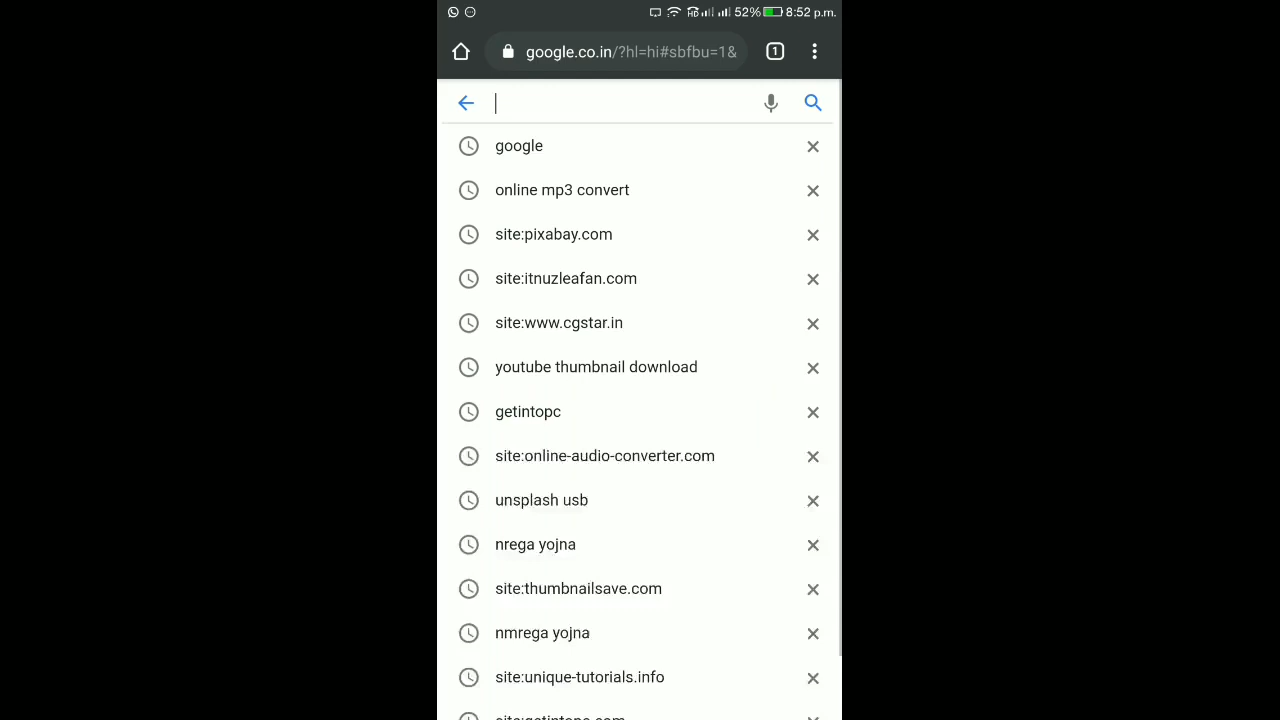 52% 8:52 p.m.
google.co.in/?hl=hi#sbfbu=1&
1
google
online mp3 convert
site:pixabay.com
site:itnuzleafan.com
site:www.cgstar.in
youtube thumbnail download
getintopc
site:online-audio-converter.com
unsplash usb
nrega yojna
site:thumbnailsave.com
nmrega yojna
site:unique-tutorials.info